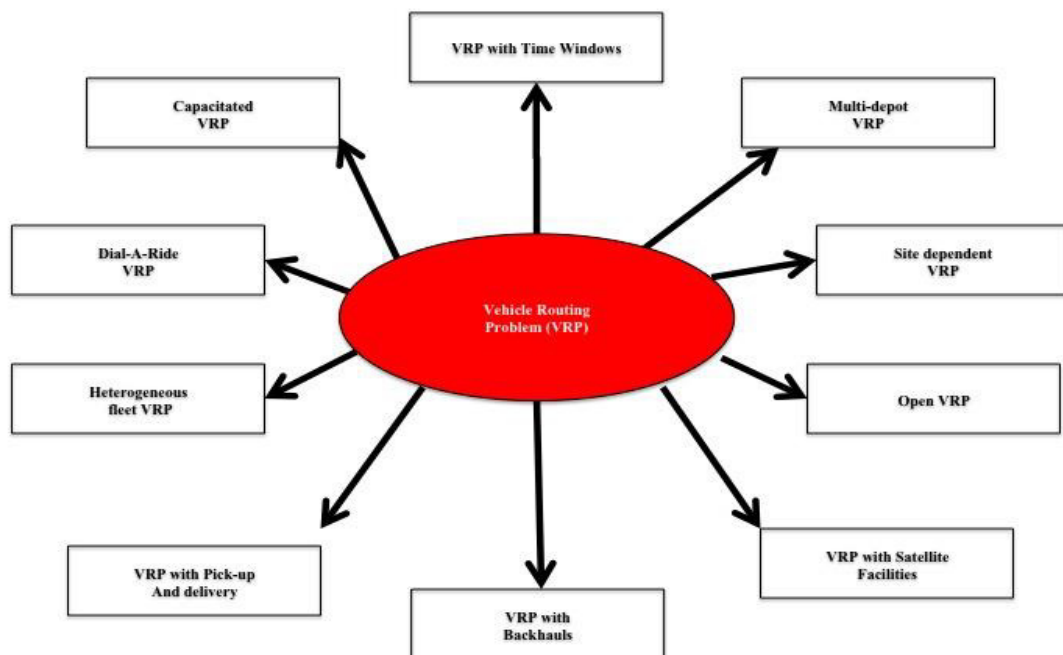 VRP with Time Windows
Capacitated
VRP
Multi-depot
VRP
Dial-A-Ride
VRP
Site dependent
VRP
Vehicle Routing
Problem (VRP)
Heterogeneous
fleet VRP
Open VRP
VRP with Pick-up
And delivery
VRP with Satellite
Facilities
VRP with
Backhauls